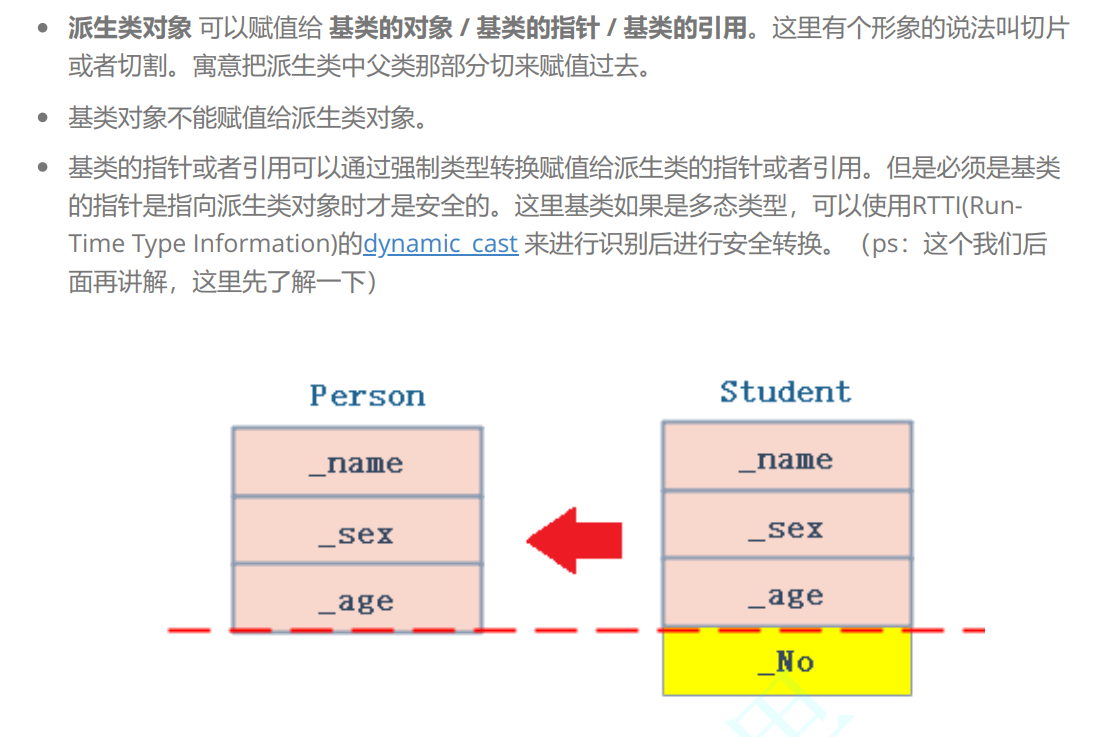 派生类对象 可以赋值给 基类的对象 / 基类的指针 / 基类的引用。这里有个形象的说法叫切片
或者切割。寓意把派生类中父类那部分切来赋值过去。
基类对象不能赋值给派生类对象。
基类的指针或者引用可以通过强制类型转换赋值给派生类的指针或者引用。但是必须是基类
的指针是指向派生类对象时才是安全的。这里基类如果是多态类型，可以使用RTTI(Run-
Time Type Information)的dynamic_cast 来进行识别后进行安全转换。（ps：这个我们后
面再讲解，这里先了解一下）
Person
_name
_sex
_age
Student
_name
_sex
_age
_No